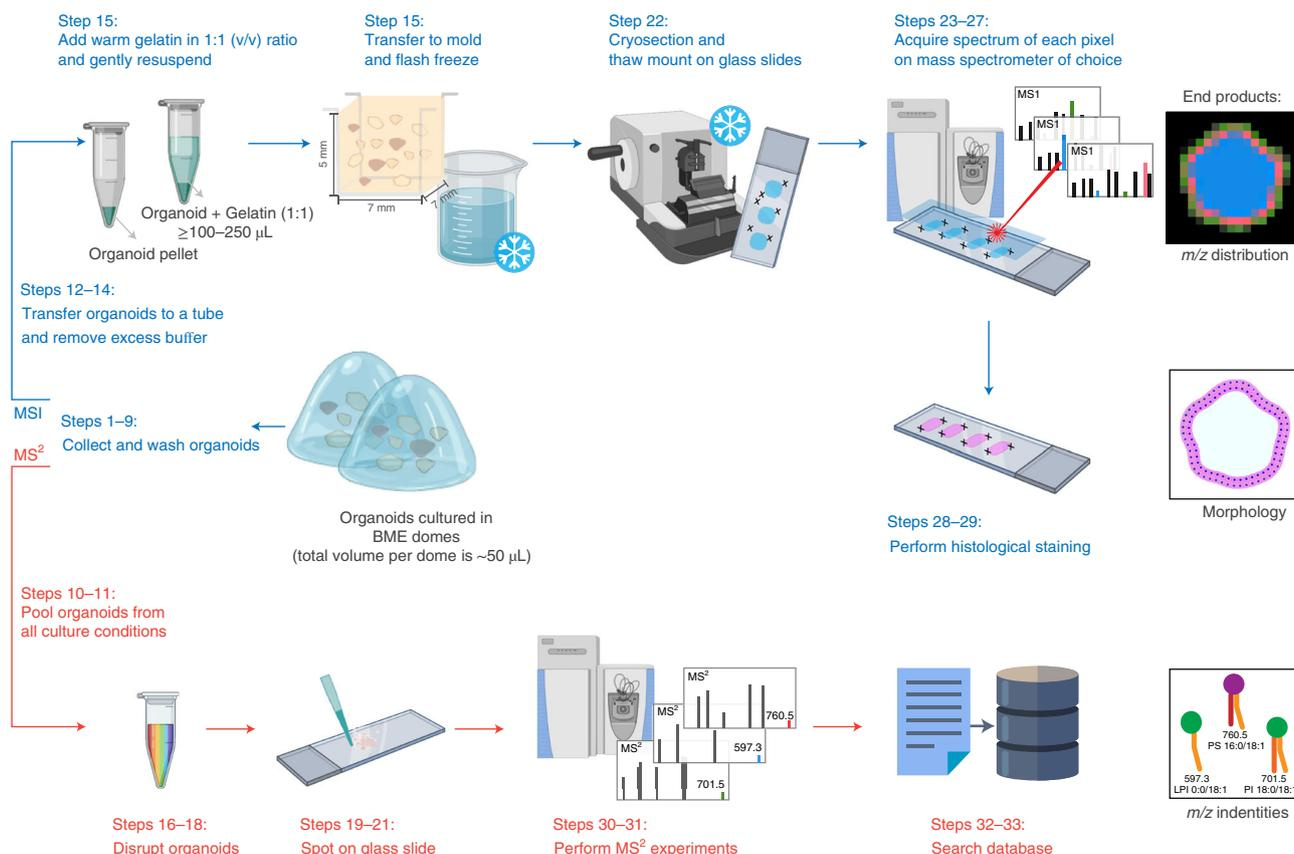 Step 15:
Add warm gelatin in 1:1 (v/v) ratio
and gently resuspend
Step 15:
Transfer to mold
and flash freeze
Step 22:
Cryosection and
thaw mount on glass slides
Steps 23–27:
Acquire spectrum of each pixel
on mass spectrometer of choice
MS1
MS1
MS1
End products:
5 mm
7 mm
7 mm
Organoid + Gelatin (1:1)
≥100–250 μL
Organoid pellet
m/z distribution
Steps 12–14:
Transfer organoids to a tube
and remove excess buffer
MSI
Steps 1–9:
Collect and wash organoids
MS²
Organoids cultured in
BME domes
(total volume per dome is ~50 μL)
Steps 28–29:
Perform histological staining
Morphology
Steps 10–11:
Pool organoids from
all culture conditions
MS²
760.5
MS²
597.3
MS²
701.5
760.5
PS 16:0/18:1
597.3
LPI 0:0/18:1
701.5
PI 18:0/18:1
m/z indentities
Steps 16–18:
Disrupt organoids
Steps 19–21:
Spot on glass slide
Steps 30–31:
Perform MS² experiments
Steps 32–33:
Search database